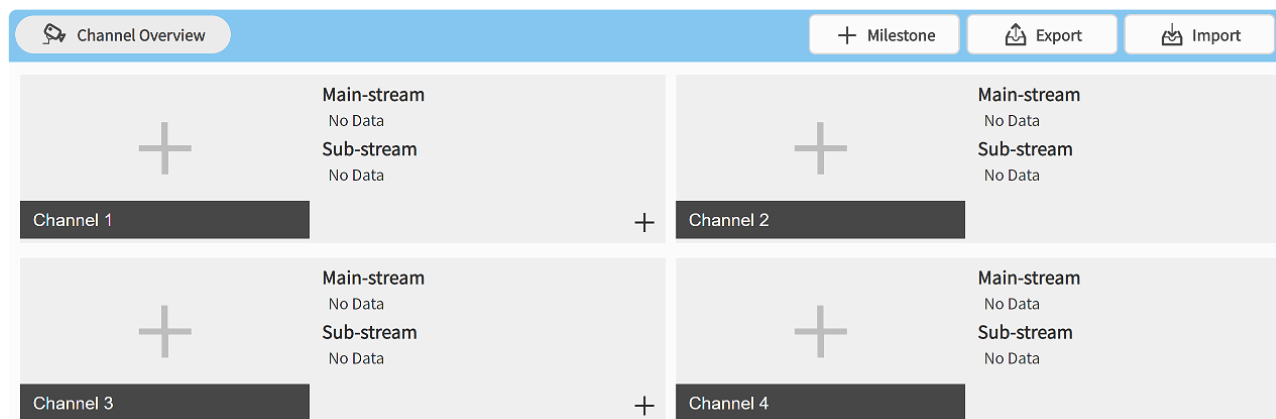 Channel Overview
Milestone
Export
Import
Main-stream
No Data
Sub-stream
No Data
Channel 1
Main-stream
No Data
Sub-stream
No Data
Channel 2
Main-stream
No Data
Sub-stream
No Data
Channel 3
Main-stream
No Data
Sub-stream
No Data
Channel 4